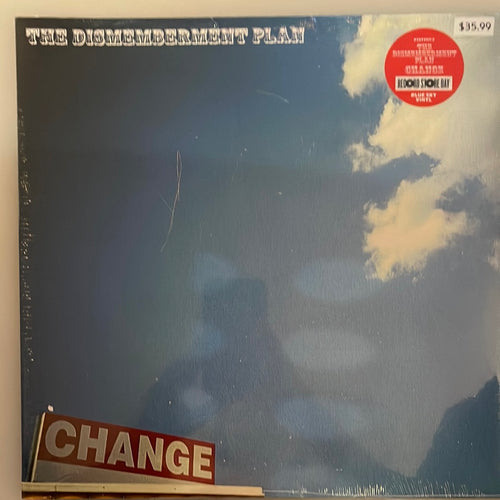 THE DISMEMBERMENT PLAN
$35.99
THE
DISMEMBERMENT
PLAN
CHANGE
RECORD STORE DAY
BLUE SKY
VINYL
CHANGE